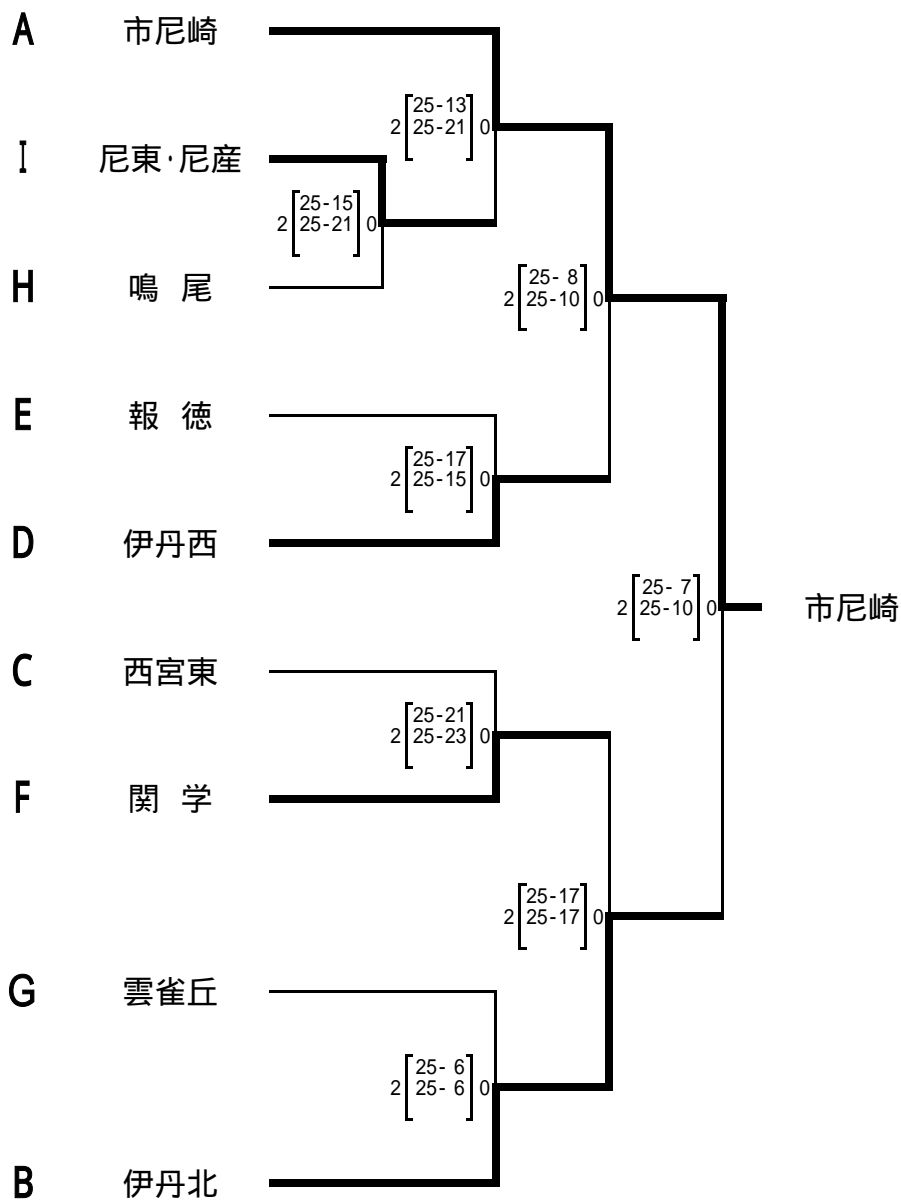 A 市尼崎
2 25-13 0
25-21
I 尼東・尼産
2 25-15 0
25-21
H 鳴 尾
2 25- 8 0
25-10
E 報 徳
2 25-17 0
25-15
D 伊丹西
2 25- 7 0
25-10
市尼崎
C 西宮東
2 25-21 0
25-23
F 関 学
2 25-17 0
25-17
G 雲雀丘
2 25- 6 0
25- 6
B 伊丹北